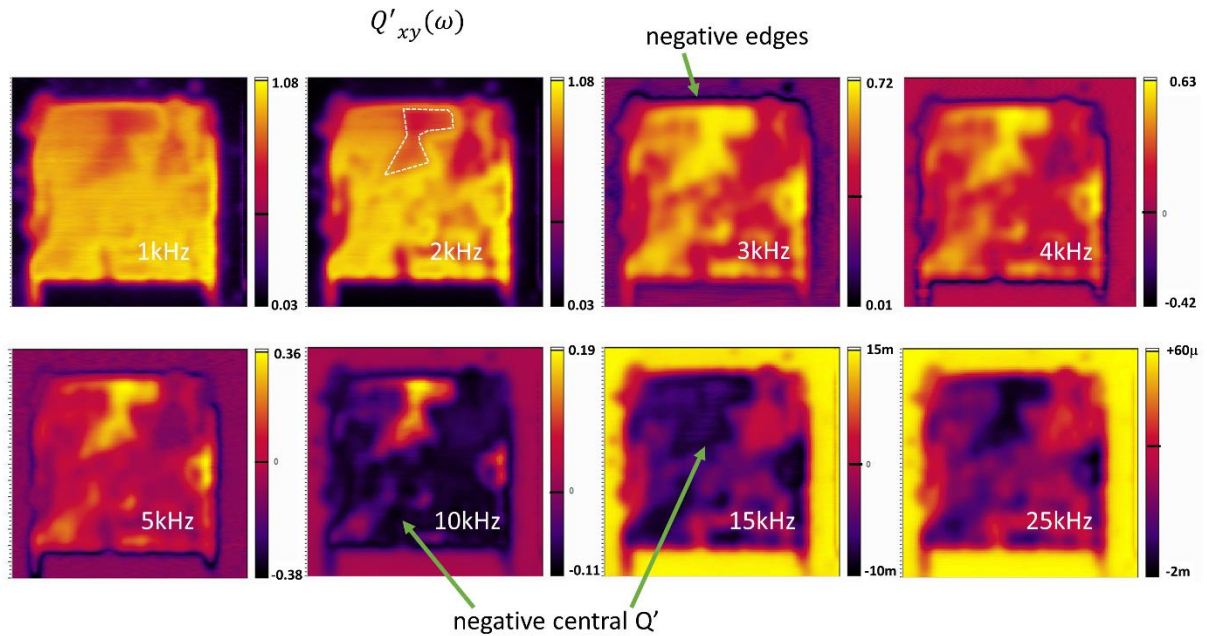 Q'xy(ω)
negative edges
1.08
1kHz
0.03
1.08
2kHz
0.03
0.72
3kHz
0.01
0.63
0
4kHz
-0.42
0.36
0
5kHz
-0.38
0.19
0
10kHz
-0.11
15m
0
15kHz
-10m
+60µ
25kHz
-2m
negative central Q'